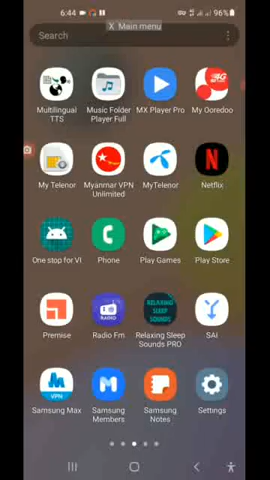 6:44
96%
X Main menu
Search
Multilingual TTS
Music Folder Player Full
MX Player Pro
My Ooredoo
My Telenor
Myanmar VPN Unlimited
MyTelenor
Netflix
One stop for VI
Phone
Play Games
Play Store
Premise
Radio Fm
RELAXING
SLEEP
SOUNDS
Relaxing Sleep Sounds PRO
SAI
RADIO
VPN
Samsung Max
Samsung Members
Samsung Notes
Settings